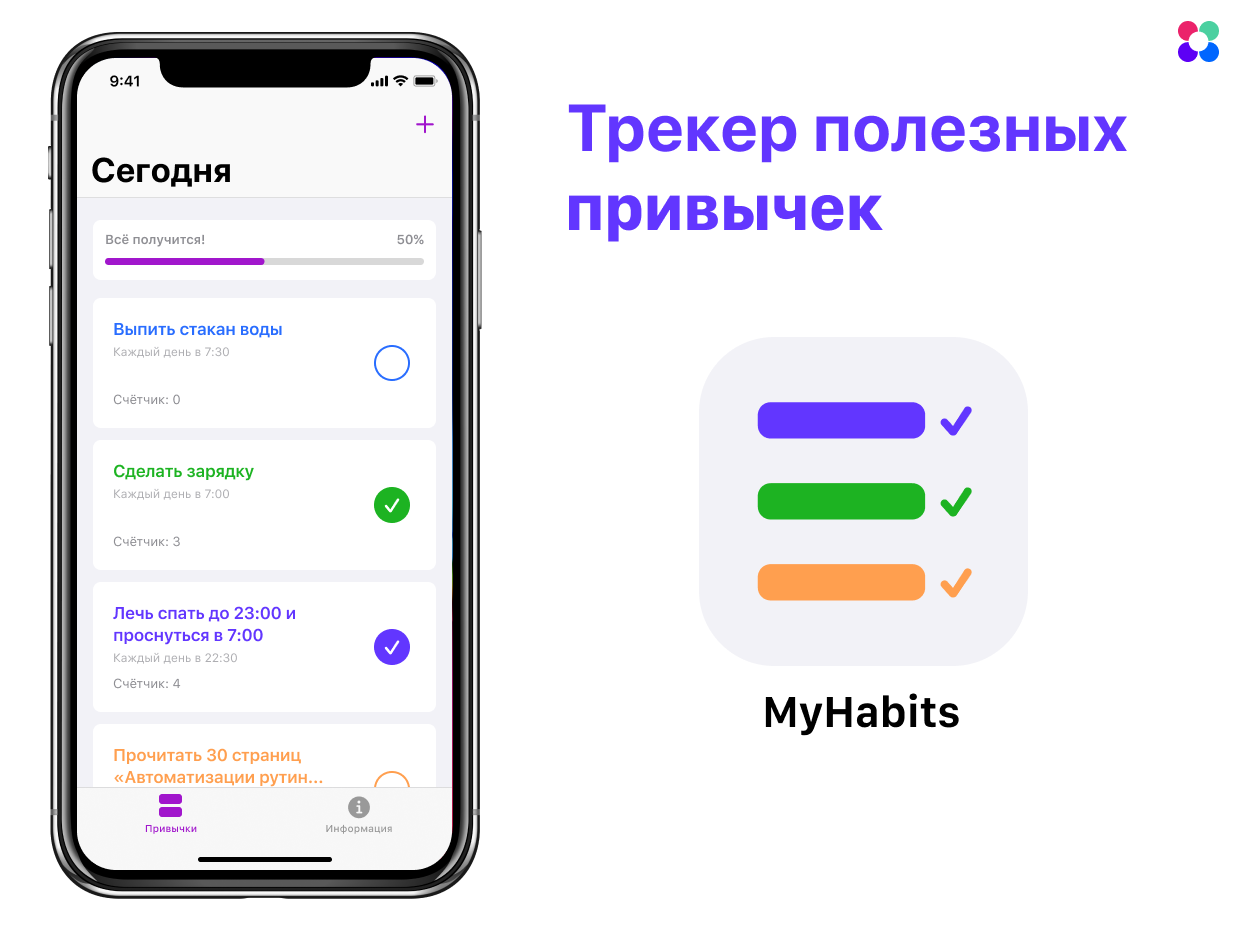 9:41
Сегодня
Всё получится! 50%
Выпить стакан воды
Каждый день в 7:30
Счётчик: 0
Сделать зарядку
Каждый день в 7:00
Счётчик: 3
Лечь спать до 23:00 и
проснуться в 7:00
Каждый день в 22:30
Счётчик: 4
Прочитать 30 страниц
«Автоматизации рутин...
Привычки
Информация
Трекер полезных
привычек
MyHabits